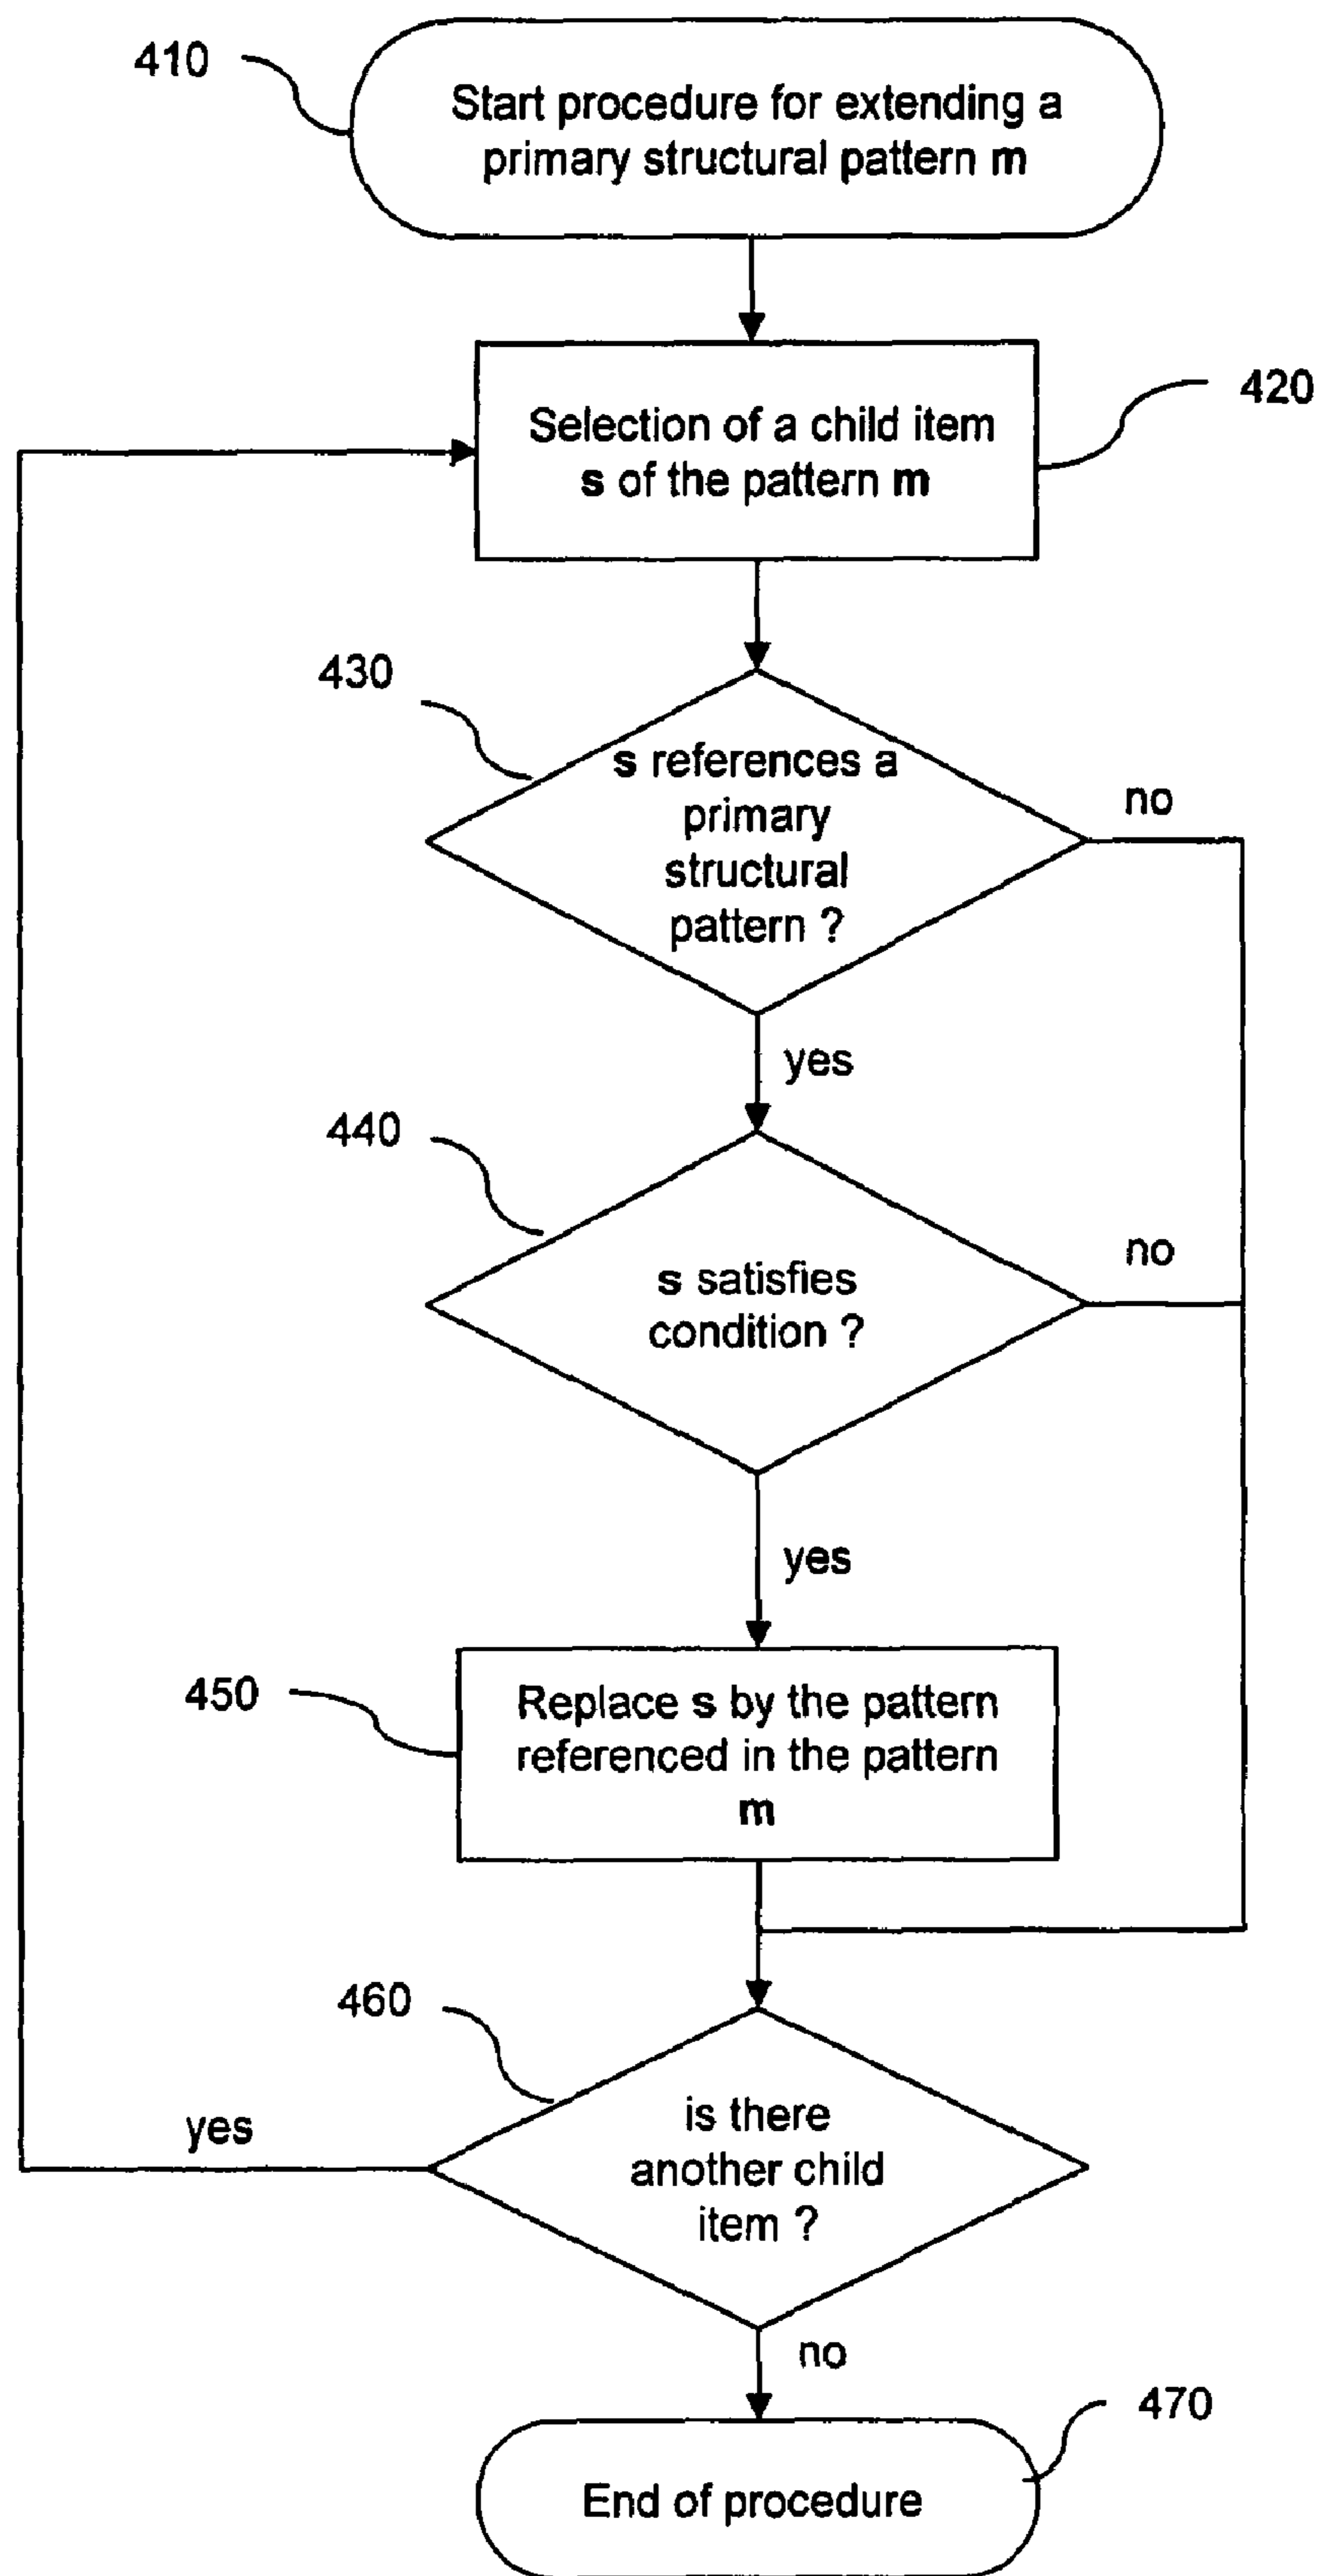 410
Start procedure for extending a
primary structural pattern m
420
Selection of a child item
s of the pattern m
430
s references a
primary
structural
pattern ?
no
yes
440
s satisfies
condition ?
no
yes
450
Replace s by the pattern
referenced in the pattern
m
460
is there
another child
item ?
yes
no
470
End of procedure